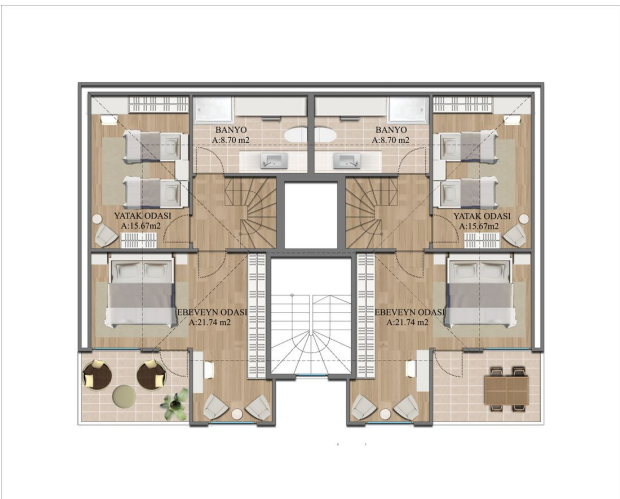 BANYO
A:8.70 m2
BANYO
A:8.70 m2
YATAK ODASI
A:15.67m2
YATAK ODASI
A:15.67m2
EBEVEYN ODASI
A:21.74 m2
EBEVEYN ODASI
A:21.74 m2